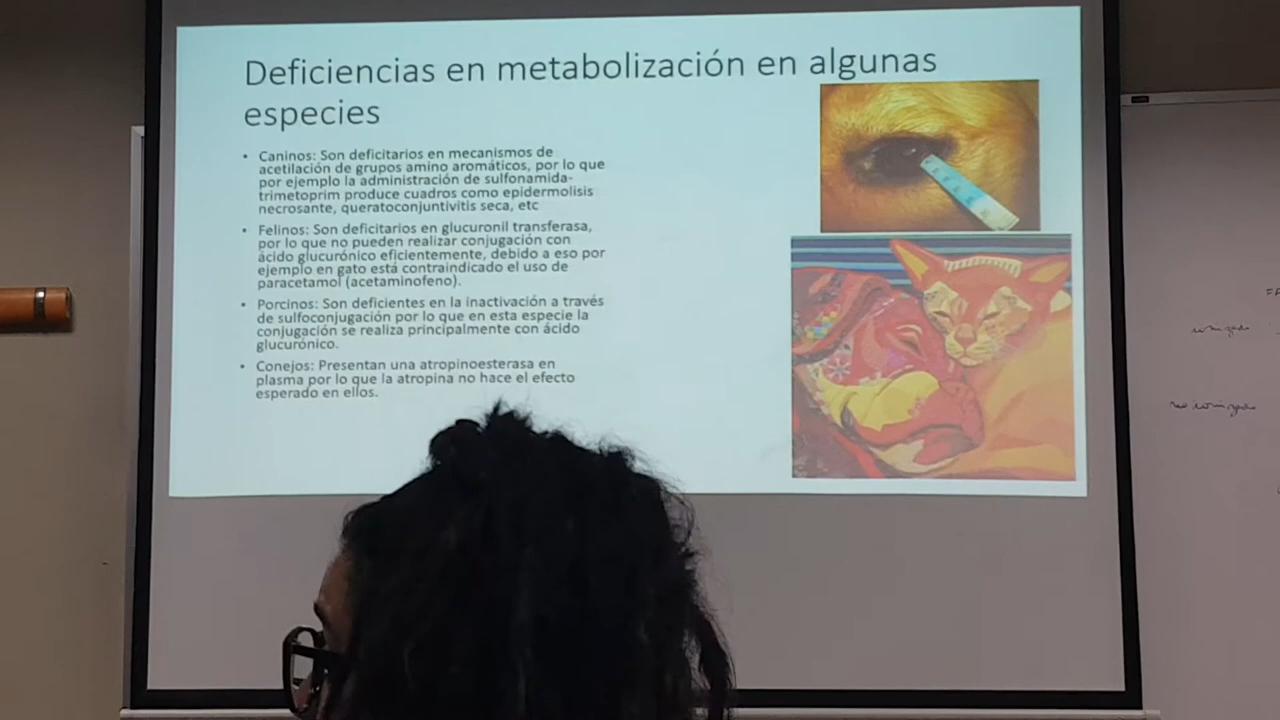 Deficiencias en metabolización en algunas
especies
• Caninos: Son deficitarios en mecanismos de
acetilación de grupos amino aromáticos, por lo que
por ejemplo la administración de sulfonamida-
trimetoprim produce cuadros como epidermolisis
necrosante, queratoconjuntivitis seca, etc
• Felinos: Son deficitarios en glucuronil transferasa,
por lo que no pueden realizar conjugación con
ácido glucurónico eficientemente, debido a eso por
ejemplo en gato está contraindicado el uso de
paracetamol (acetaminofeno).
• Porcinos: Son deficientes en la inactivación a través
de sulfoconjugación por lo que en esta especie la
conjugación se realiza principalmente con ácido
glucurónico.
• Conejos: Presentan una atropinoesterasa en
plasma por lo que la atropina no hace el efecto
esperado en ellos.